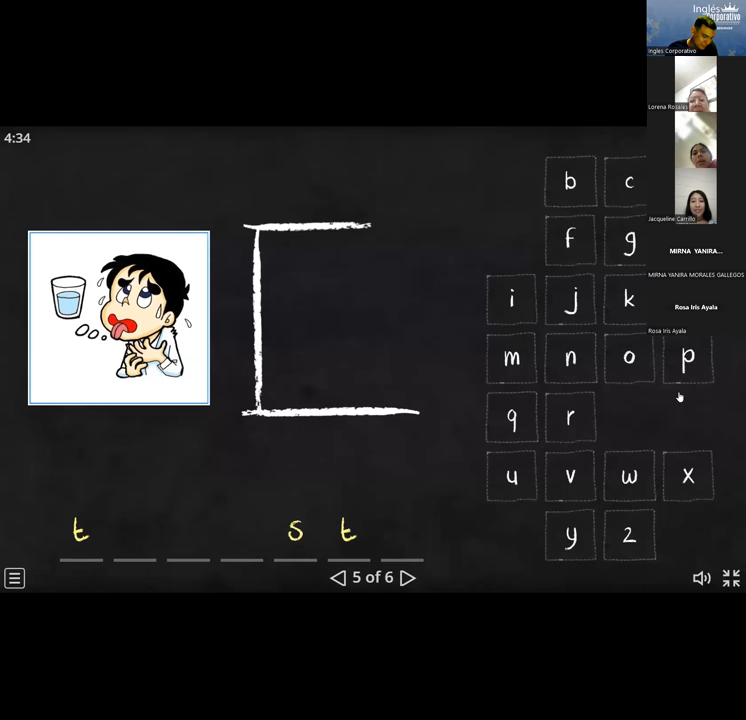 Inglés
Corporativo
Inglés Corporativo
4:34
Lorena Rosales
b c
Jacqueline Carrillo
f g
MIRNA YANIRA...
MIRNA YANIRA MORALES GALLEGOS
i j k
Rosa Iris Ayala
Rosa Iris Ayala
m n o p
q r
u v w x
t s t
y z
5 of 6